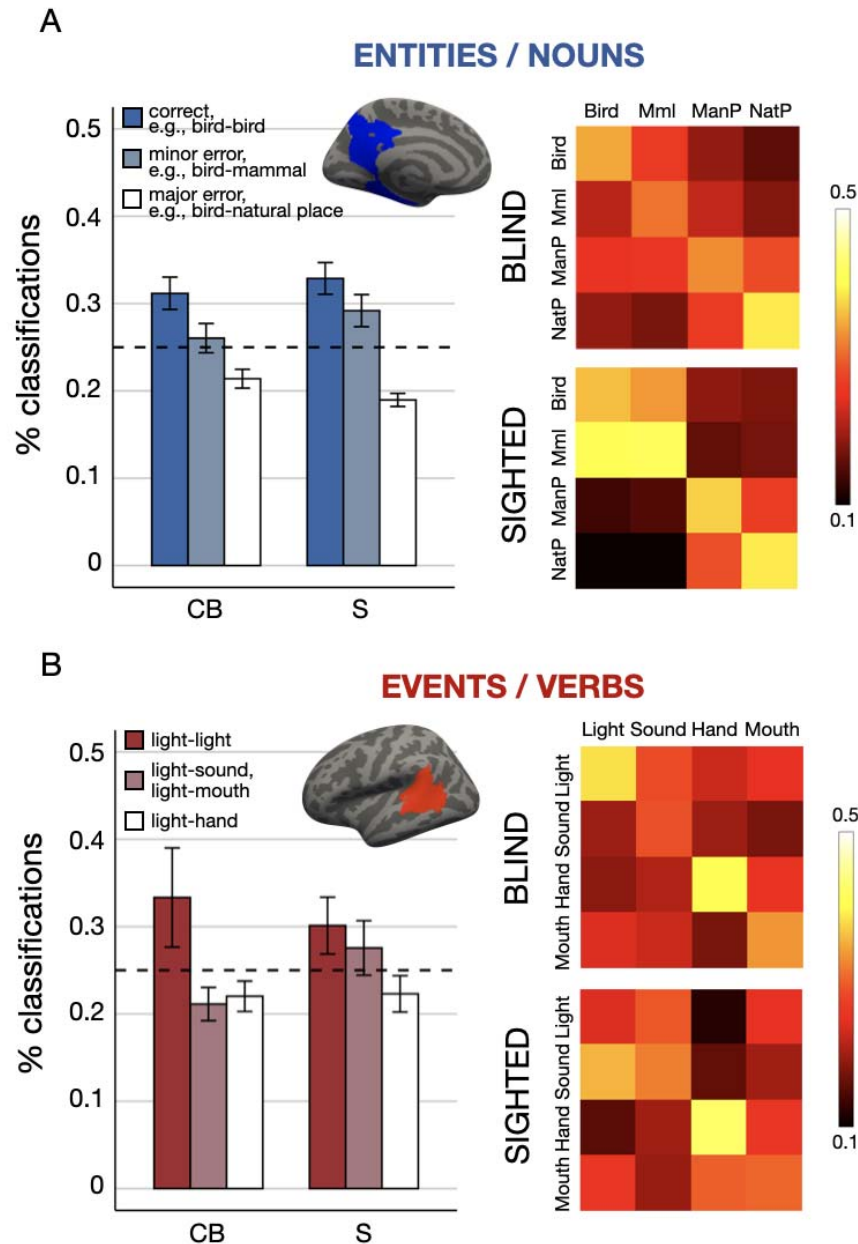 A
ENTITIES / NOUNS
correct,
e.g., bird-bird
minor error,
e.g., bird-mammal
major error,
e.g., bird-natural place
% classifications
0.5
0.4
0.3
0.2
0.1
0
CB S
Bird Mml ManP NatP
BLIND
Bird
Mml
ManP
NatP
SIGHTED
Bird
Mml
ManP
NatP
0.5
0.1
B
EVENTS / VERBS
light-light
light-sound,
light-mouth
light-hand
% classifications
0.5
0.4
0.3
0.2
0.1
0
CB S
Light Sound Hand Mouth
BLIND
Mouth Hand Sound Light
SIGHTED
Mouth Hand Sound Light
0.5
0.1